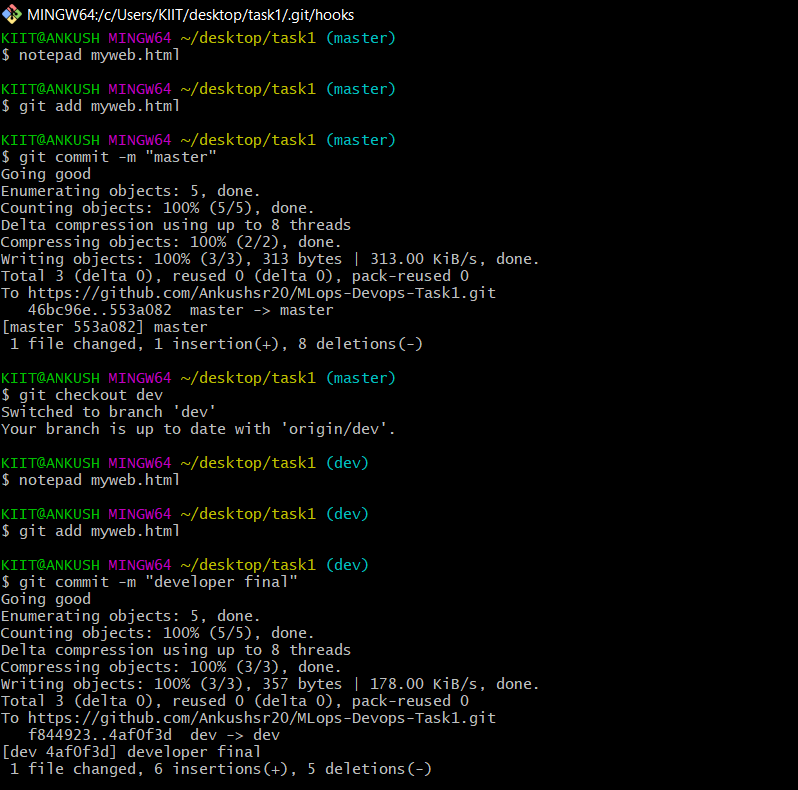 MINGW64:/c/Users/KIIT/desktop/task1/.git/hooks
KIIT@ANKUSH MINGW64 ~/desktop/task1 (master)
$ notepad myweb.html
KIIT@ANKUSH MINGW64 ~/desktop/task1 (master)
$ git add myweb.html
KIIT@ANKUSH MINGW64 ~/desktop/task1 (master)
$ git commit -m "master"
Going good
Enumerating objects: 5, done.
Counting objects: 100% (5/5), done.
Delta compression using up to 8 threads
Compressing objects: 100% (2/2), done.
Writing objects: 100% (3/3), 313 bytes | 313.00 KiB/s, done.
Total 3 (delta 0), reused 0 (delta 0), pack-reused 0
To https://github.com/Ankushsr20/MLops-Devops-Task1.git
46bc96e..553a082  master -> master
[master 553a082] master
1 file changed, 1 insertion(+), 8 deletions(-)
KIIT@ANKUSH MINGW64 ~/desktop/task1 (master)
$ git checkout dev
Switched to branch 'dev'
Your branch is up to date with 'origin/dev'.
KIIT@ANKUSH MINGW64 ~/desktop/task1 (dev)
$ notepad myweb.html
KIIT@ANKUSH MINGW64 ~/desktop/task1 (dev)
$ git add myweb.html
KIIT@ANKUSH MINGW64 ~/desktop/task1 (dev)
$ git commit -m "developer final"
Going good
Enumerating objects: 5, done.
Counting objects: 100% (5/5), done.
Delta compression using up to 8 threads
Compressing objects: 100% (3/3), done.
Writing objects: 100% (3/3), 357 bytes | 178.00 KiB/s, done.
Total 3 (delta 0), reused 0 (delta 0), pack-reused 0
To https://github.com/Ankushsr20/MLops-Devops-Task1.git
f844923..4af0f3d  dev -> dev
[dev 4af0f3d] developer final
1 file changed, 6 insertions(+), 5 deletions(-)